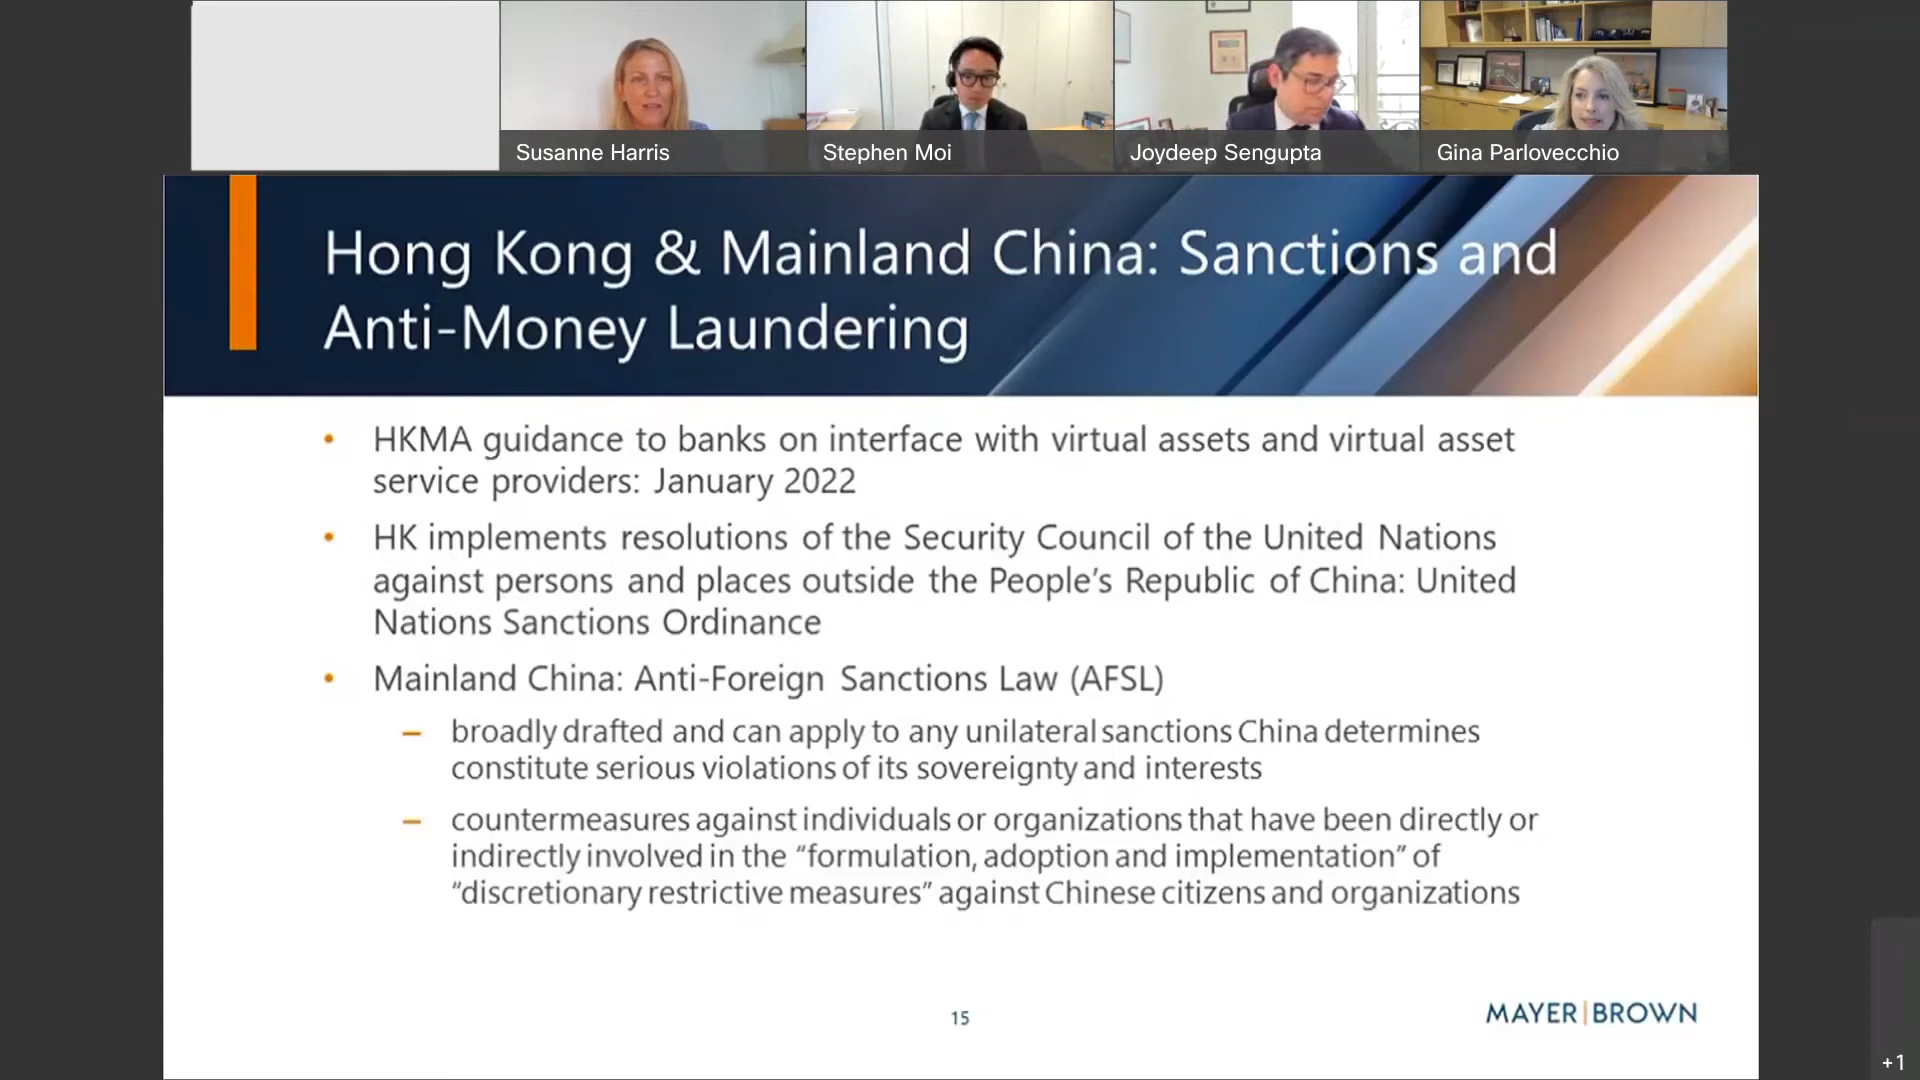 Susanne Harris
Stephen Moi
Joydeep Sengupta
Gina Parlovecchio
Hong Kong & Mainland China: Sanctions and
Anti-Money Laundering
• HKMA guidance to banks on interface with virtual assets and virtual asset
service providers: January 2022
• HK implements resolutions of the Security Council of the United Nations
against persons and places outside the People’s Republic of China: United
Nations Sanctions Ordinance
• Mainland China: Anti-Foreign Sanctions Law (AFSL)
– broadly drafted and can apply to any unilateral sanctions China determines
constitute serious violations of its sovereignty and interests
– countermeasures against individuals or organizations that have been directly or
indirectly involved in the “formulation, adoption and implementation” of
“discretionary restrictive measures” against Chinese citizens and organizations
15
MAYER|BROWN
+1